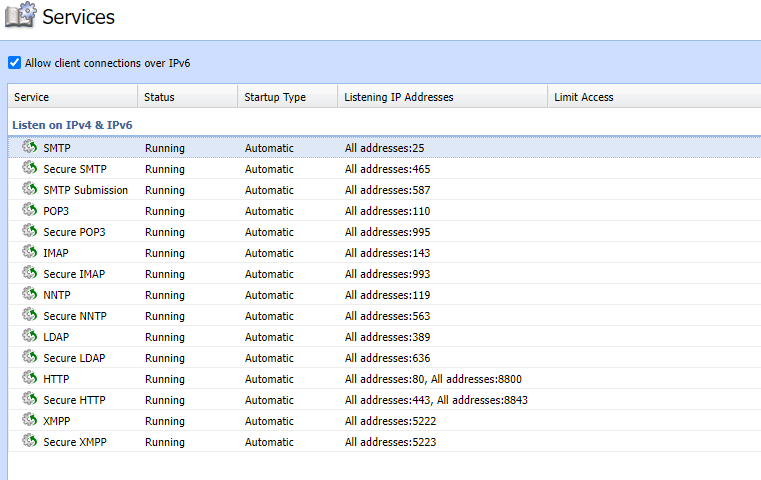 Services
Allow client connections over IPv6
Service Status Startup Type Listening IP Addresses Limit Access
Listen on IPv4 & IPv6
SMTP Running Automatic All addresses:25
Secure SMTP Running Automatic All addresses:465
SMTP Submission Running Automatic All addresses:587
POP3 Running Automatic All addresses:110
Secure POP3 Running Automatic All addresses:995
IMAP Running Automatic All addresses:143
Secure IMAP Running Automatic All addresses:993
NNTP Running Automatic All addresses:119
Secure NNTP Running Automatic All addresses:563
LDAP Running Automatic All addresses:389
Secure LDAP Running Automatic All addresses:636
HTTP Running Automatic All addresses:80, All addresses:8800
Secure HTTP Running Automatic All addresses:443, All addresses:8843
XMPP Running Automatic All addresses:5222
Secure XMPP Running Automatic All addresses:5223